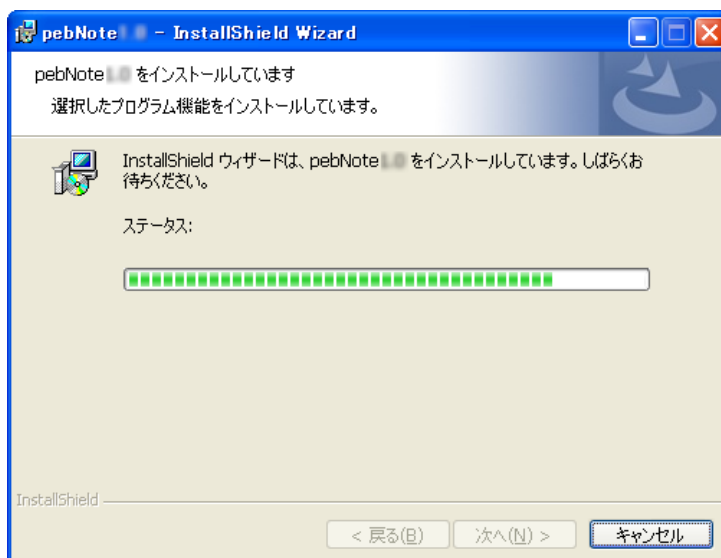 pebNote - InstallShield Wizard
pebNote をインストールしています
選択したプログラム機能をインストールしています。
InstallShield ウィザードは、pebNote をインストールしています。しばらくお
待ちください。
ステータス:
InstallShield
< 戻る(B)
次へ(N) >
キャンセル